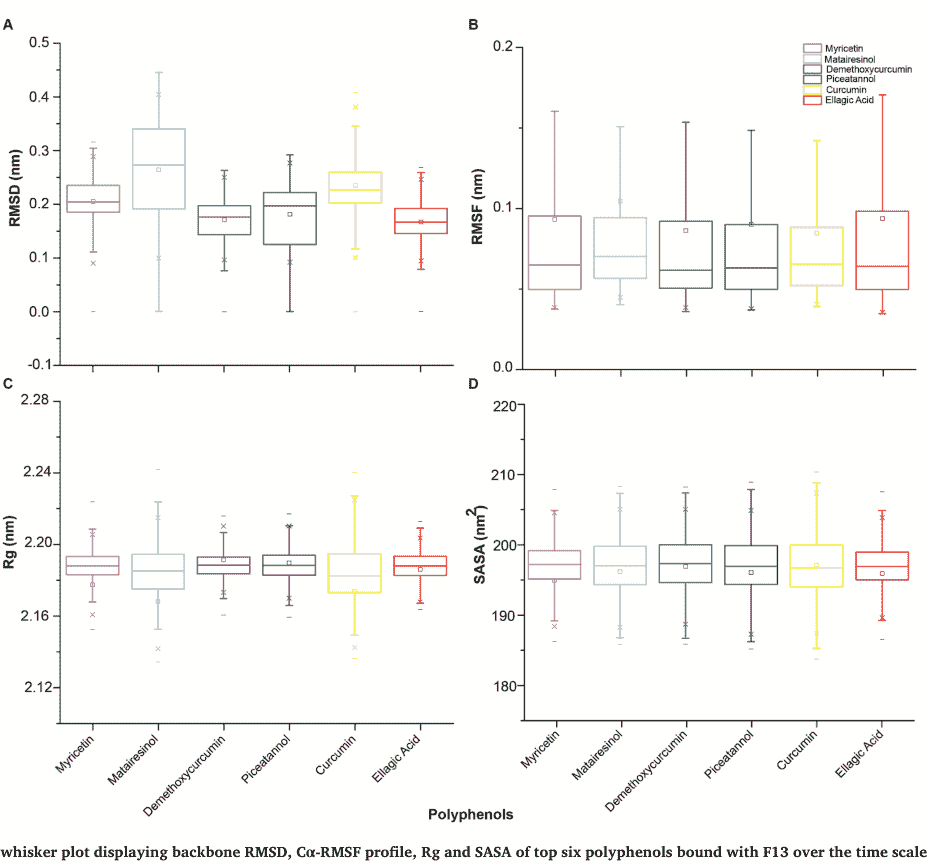 A
RMSD (nm)
0.5
0.4
0.3
0.2
0.1
0.0
-0.1
B
RMSF (nm)
0.2
0.1
0.0
Myricetin
Matairesinol
Demethoxycurcumin
Piceatannol
Curcumin
Ellagic Acid
C
Rg (nm)
2.28
2.24
2.20
2.16
2.12
Myricetin
Matairesinol
Demethoxycurcumin
Piceatannol
Curcumin
Ellagic Acid
D
SASA (nm²)
220
210
200
190
180
Myricetin
Matairesinol
Demethoxycurcumin
Piceatannol
Curcumin
Ellagic Acid
Polyphenols
whisker plot displaying backbone RMSD, Cα-RMSF profile, Rg and SASA of top six polyphenols bound with F13 over the time scale